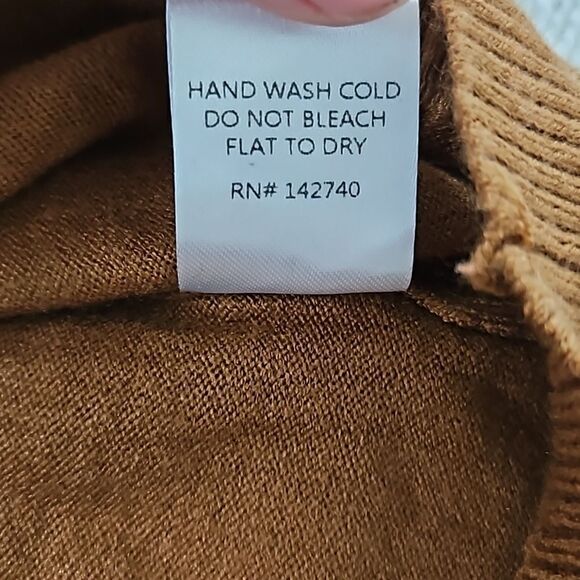 HAND WASH COLD
DO NOT BLEACH
FLAT TO DRY
RN# 142740